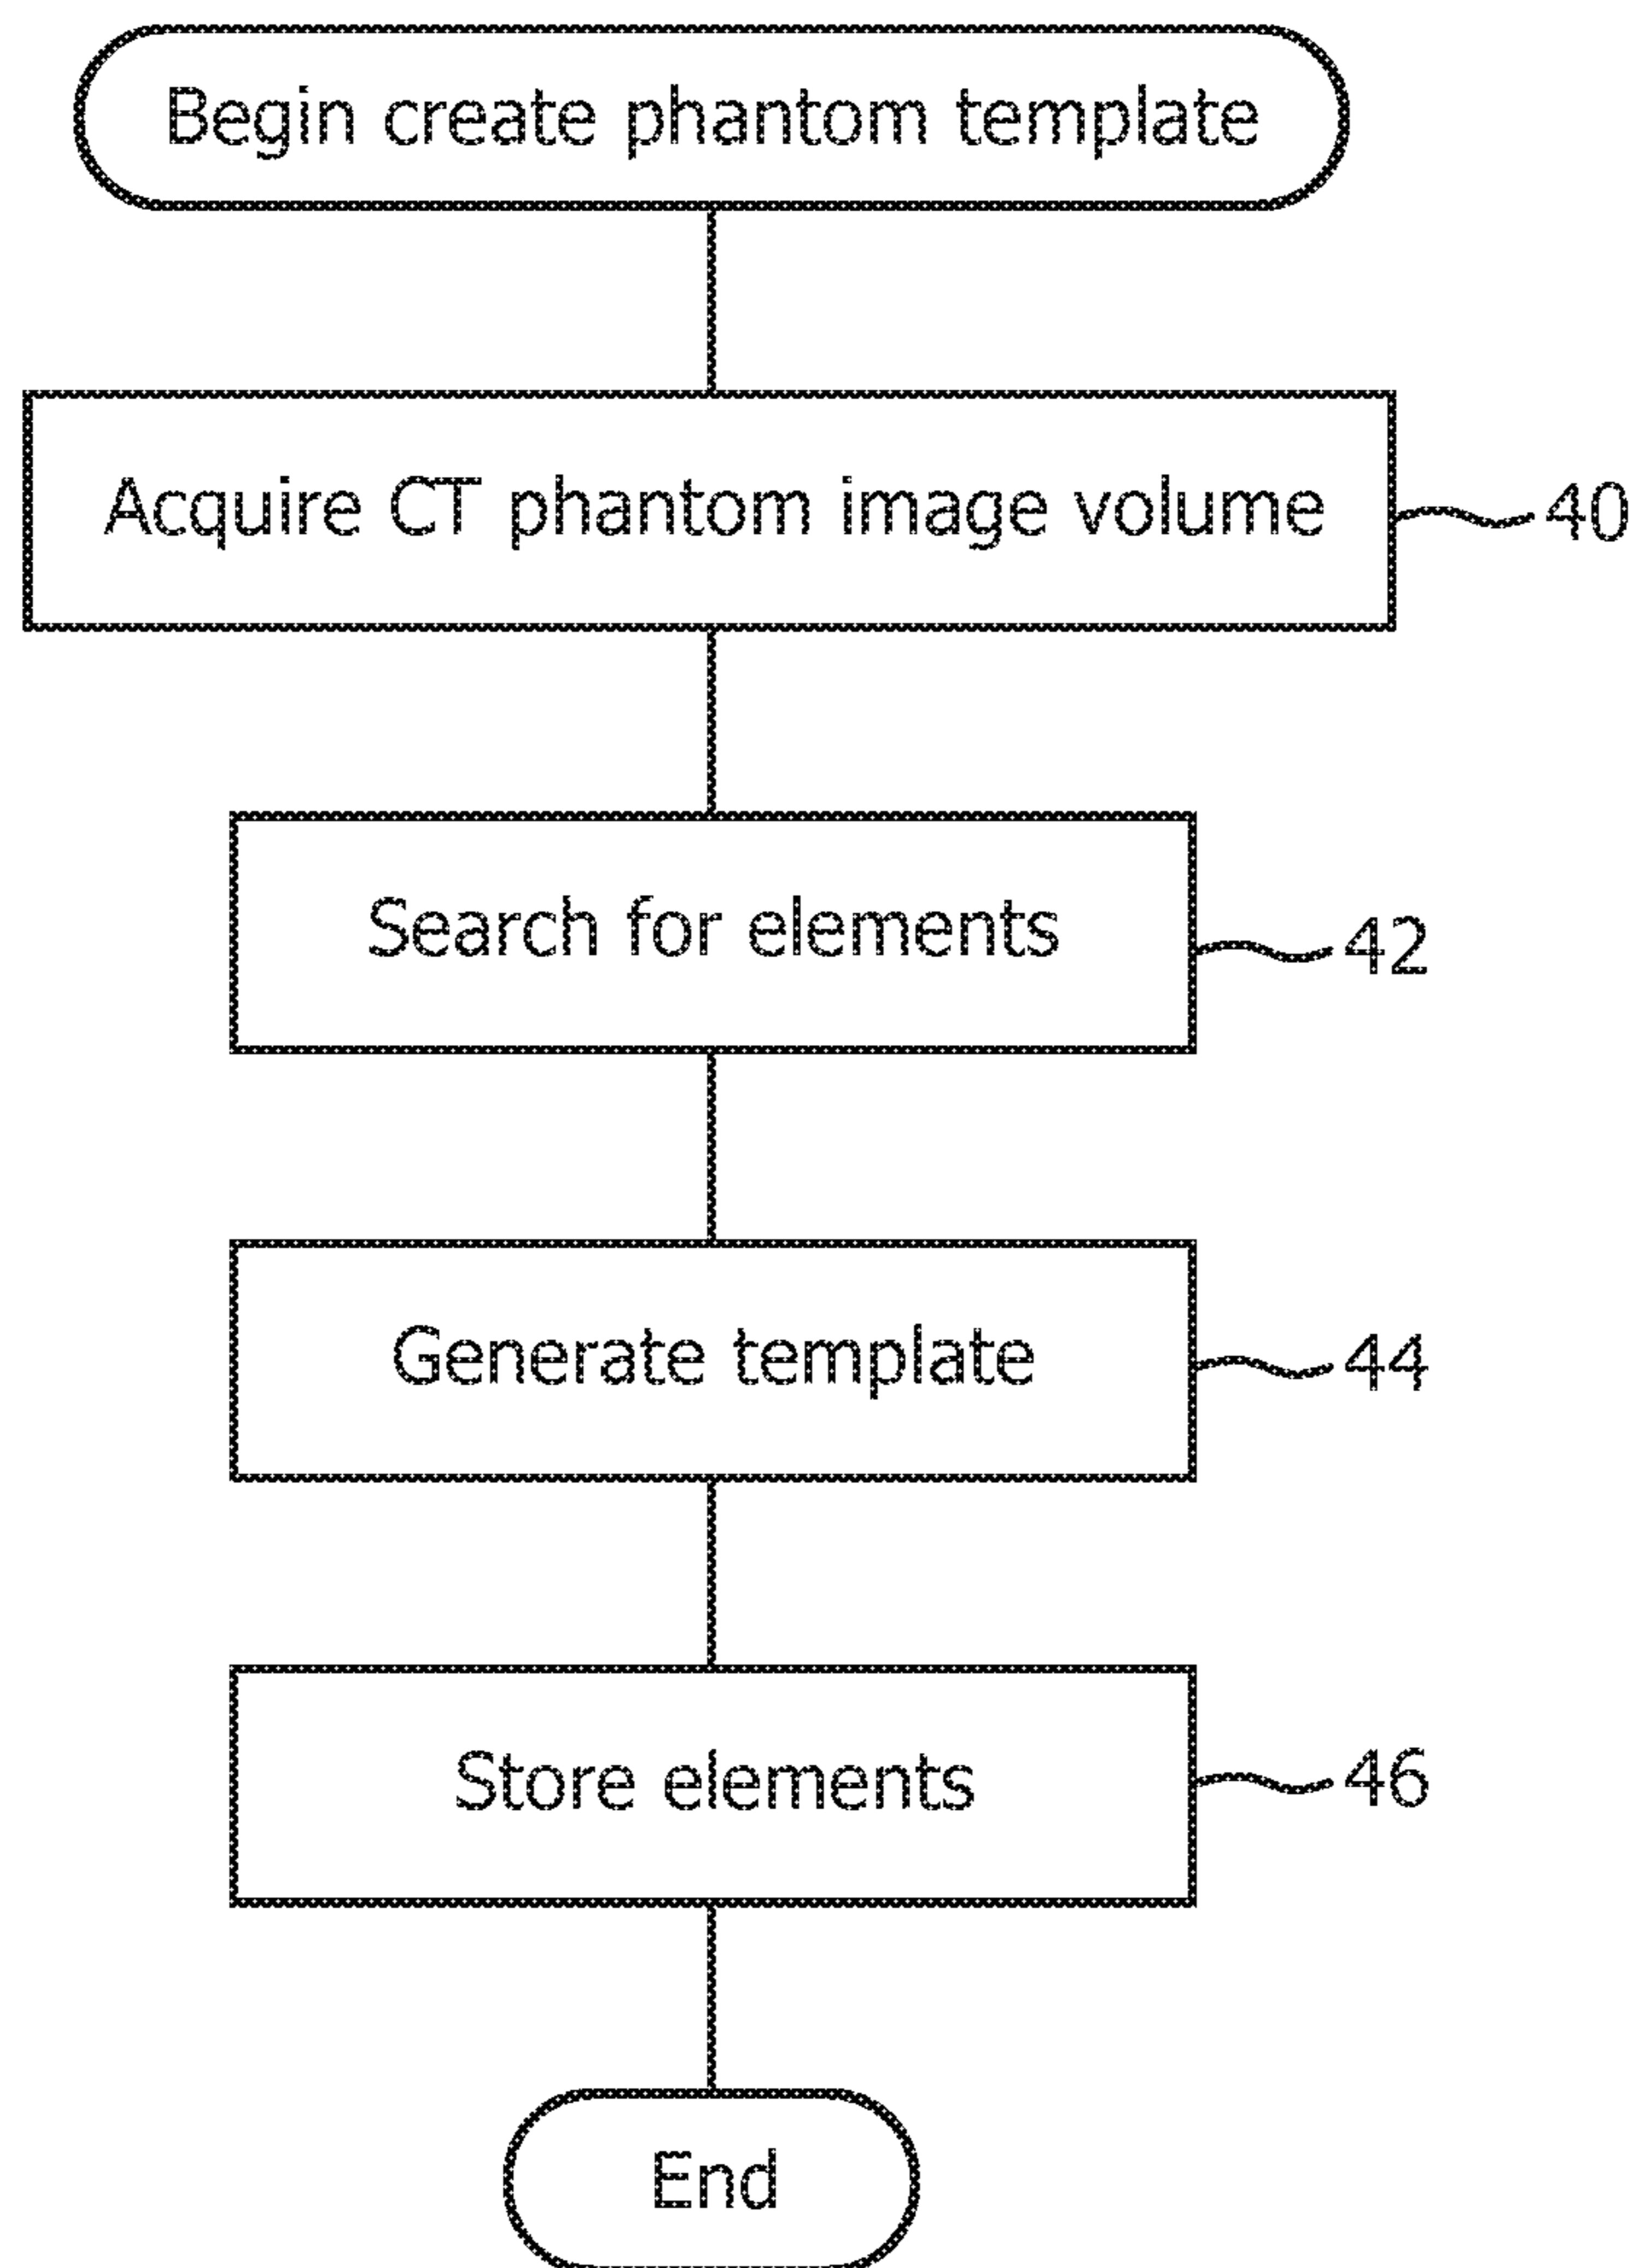 Begin create phantom template
Acquire CT phantom image volume
40
Search for elements
42
Generate template
44
Store elements
46
End